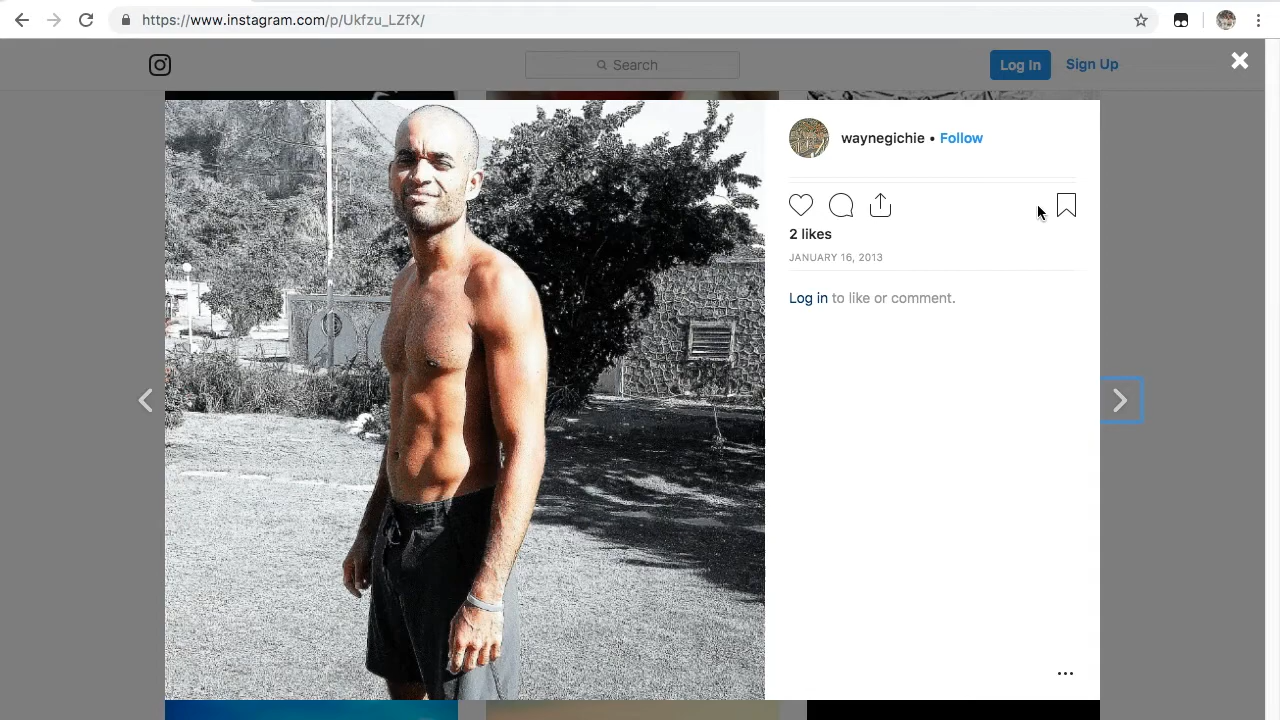 https://www.instagram.com/p/Ukfzu_LZfX/
Search
Log In
Sign Up
waynegichie • Follow
2 likes
JANUARY 16, 2013
Log in to like or comment.